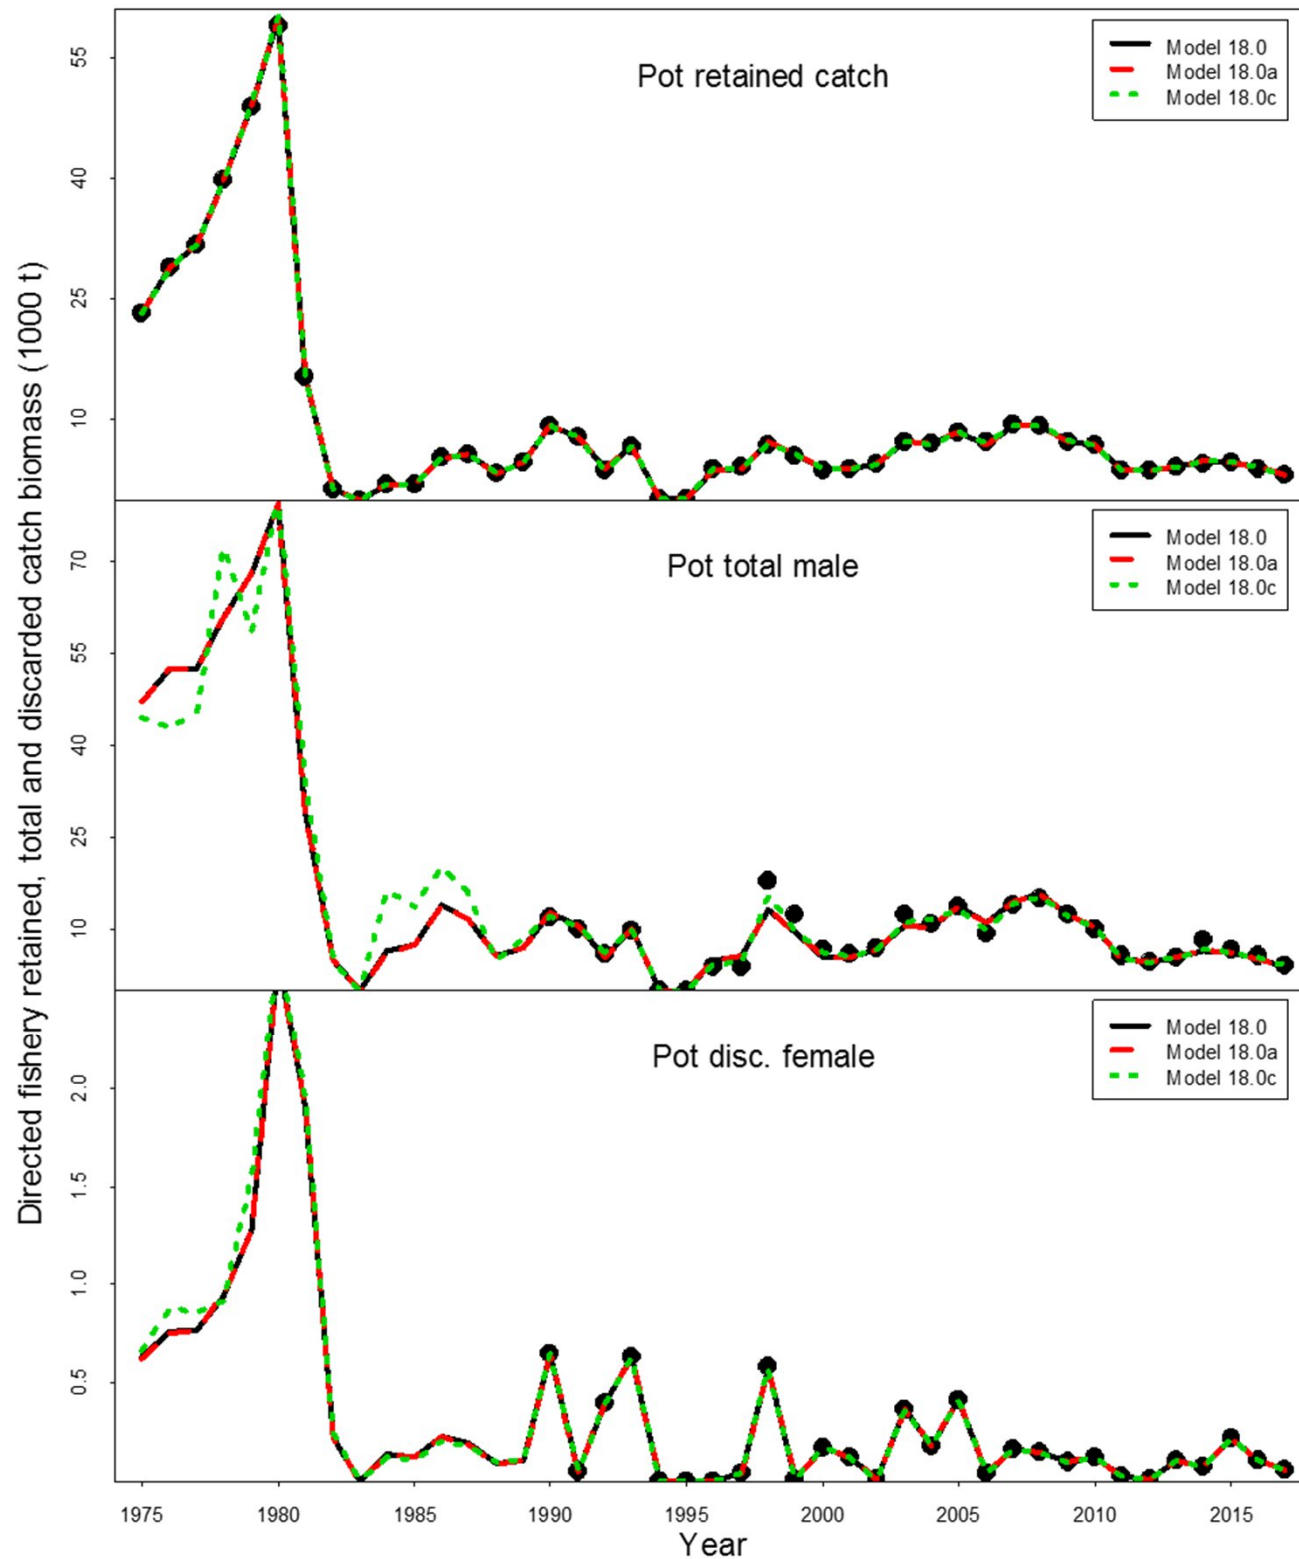 Directed fishery retained, total and discarded catch biomass (1000 t)
Pot retained catch
Model 18.0
Model 18.0a
Model 18.0c
55
40
25
10
Pot total male
Model 18.0
Model 18.0a
Model 18.0c
70
55
40
25
10
Pot disc. female
Model 18.0
Model 18.0a
Model 18.0c
2.0
1.5
1.0
0.5
1975 1980 1985 1990 1995 2000 2005 2010 2015
Year